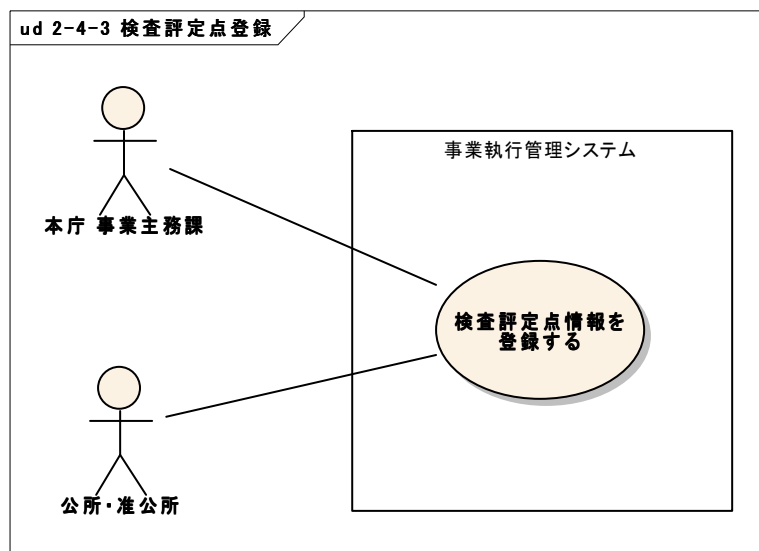 ud 2-4-3 検査評定点登録
事業執行管理システム
本庁 事業主務課
検査評定点情報を
登録する
公所・准公所